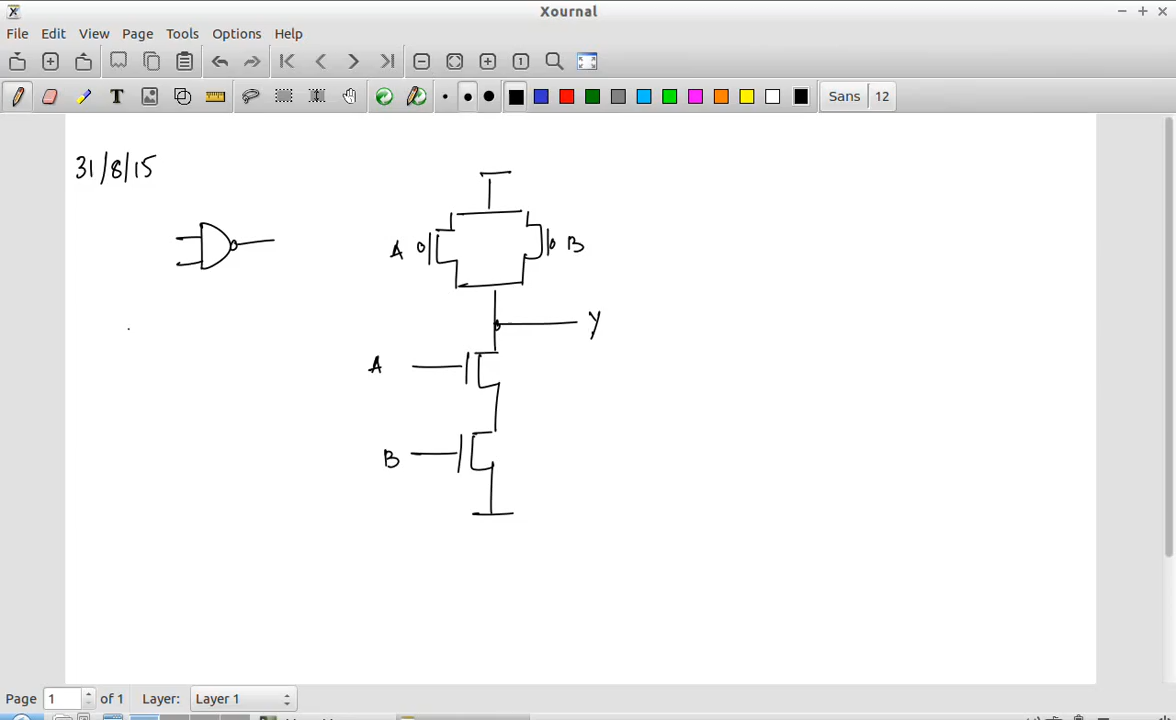 Xournal
File Edit View Page Tools Options Help
Sans 12
31/8/15
A B
Y
A
B
Page 1 of 1 Layer: Layer 1